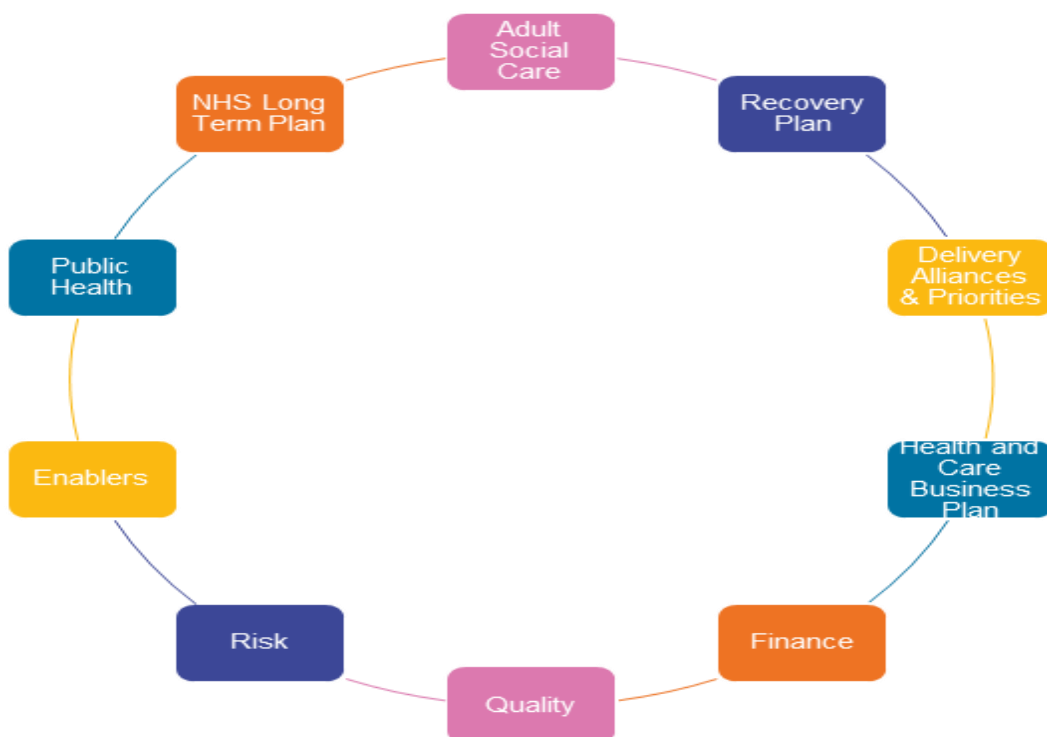 Adult
Social
Care
Recovery
Plan
Delivery
Alliances
& Priorities
Health and
Care
Business
Plan
Finance
Quality
Risk
Enablers
Public
Health
NHS Long
Term Plan